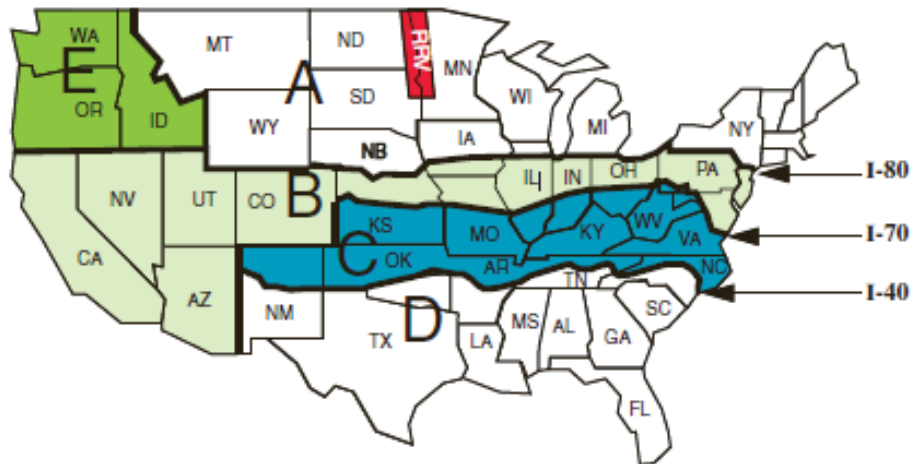 WA
MT
ND
RRV
MN
E
A
OR
ID
SD
WI
WY
MI
NY
NB
IA
I-80
NV
UT
CO
B
IL
IN
OH
PA
KS
MO
KY
WV
VA
I-70
CA
C
OK
AR
NC
AZ
TN
I-40
NM
D
SC
TX
MS
AL
GA
LA
FL